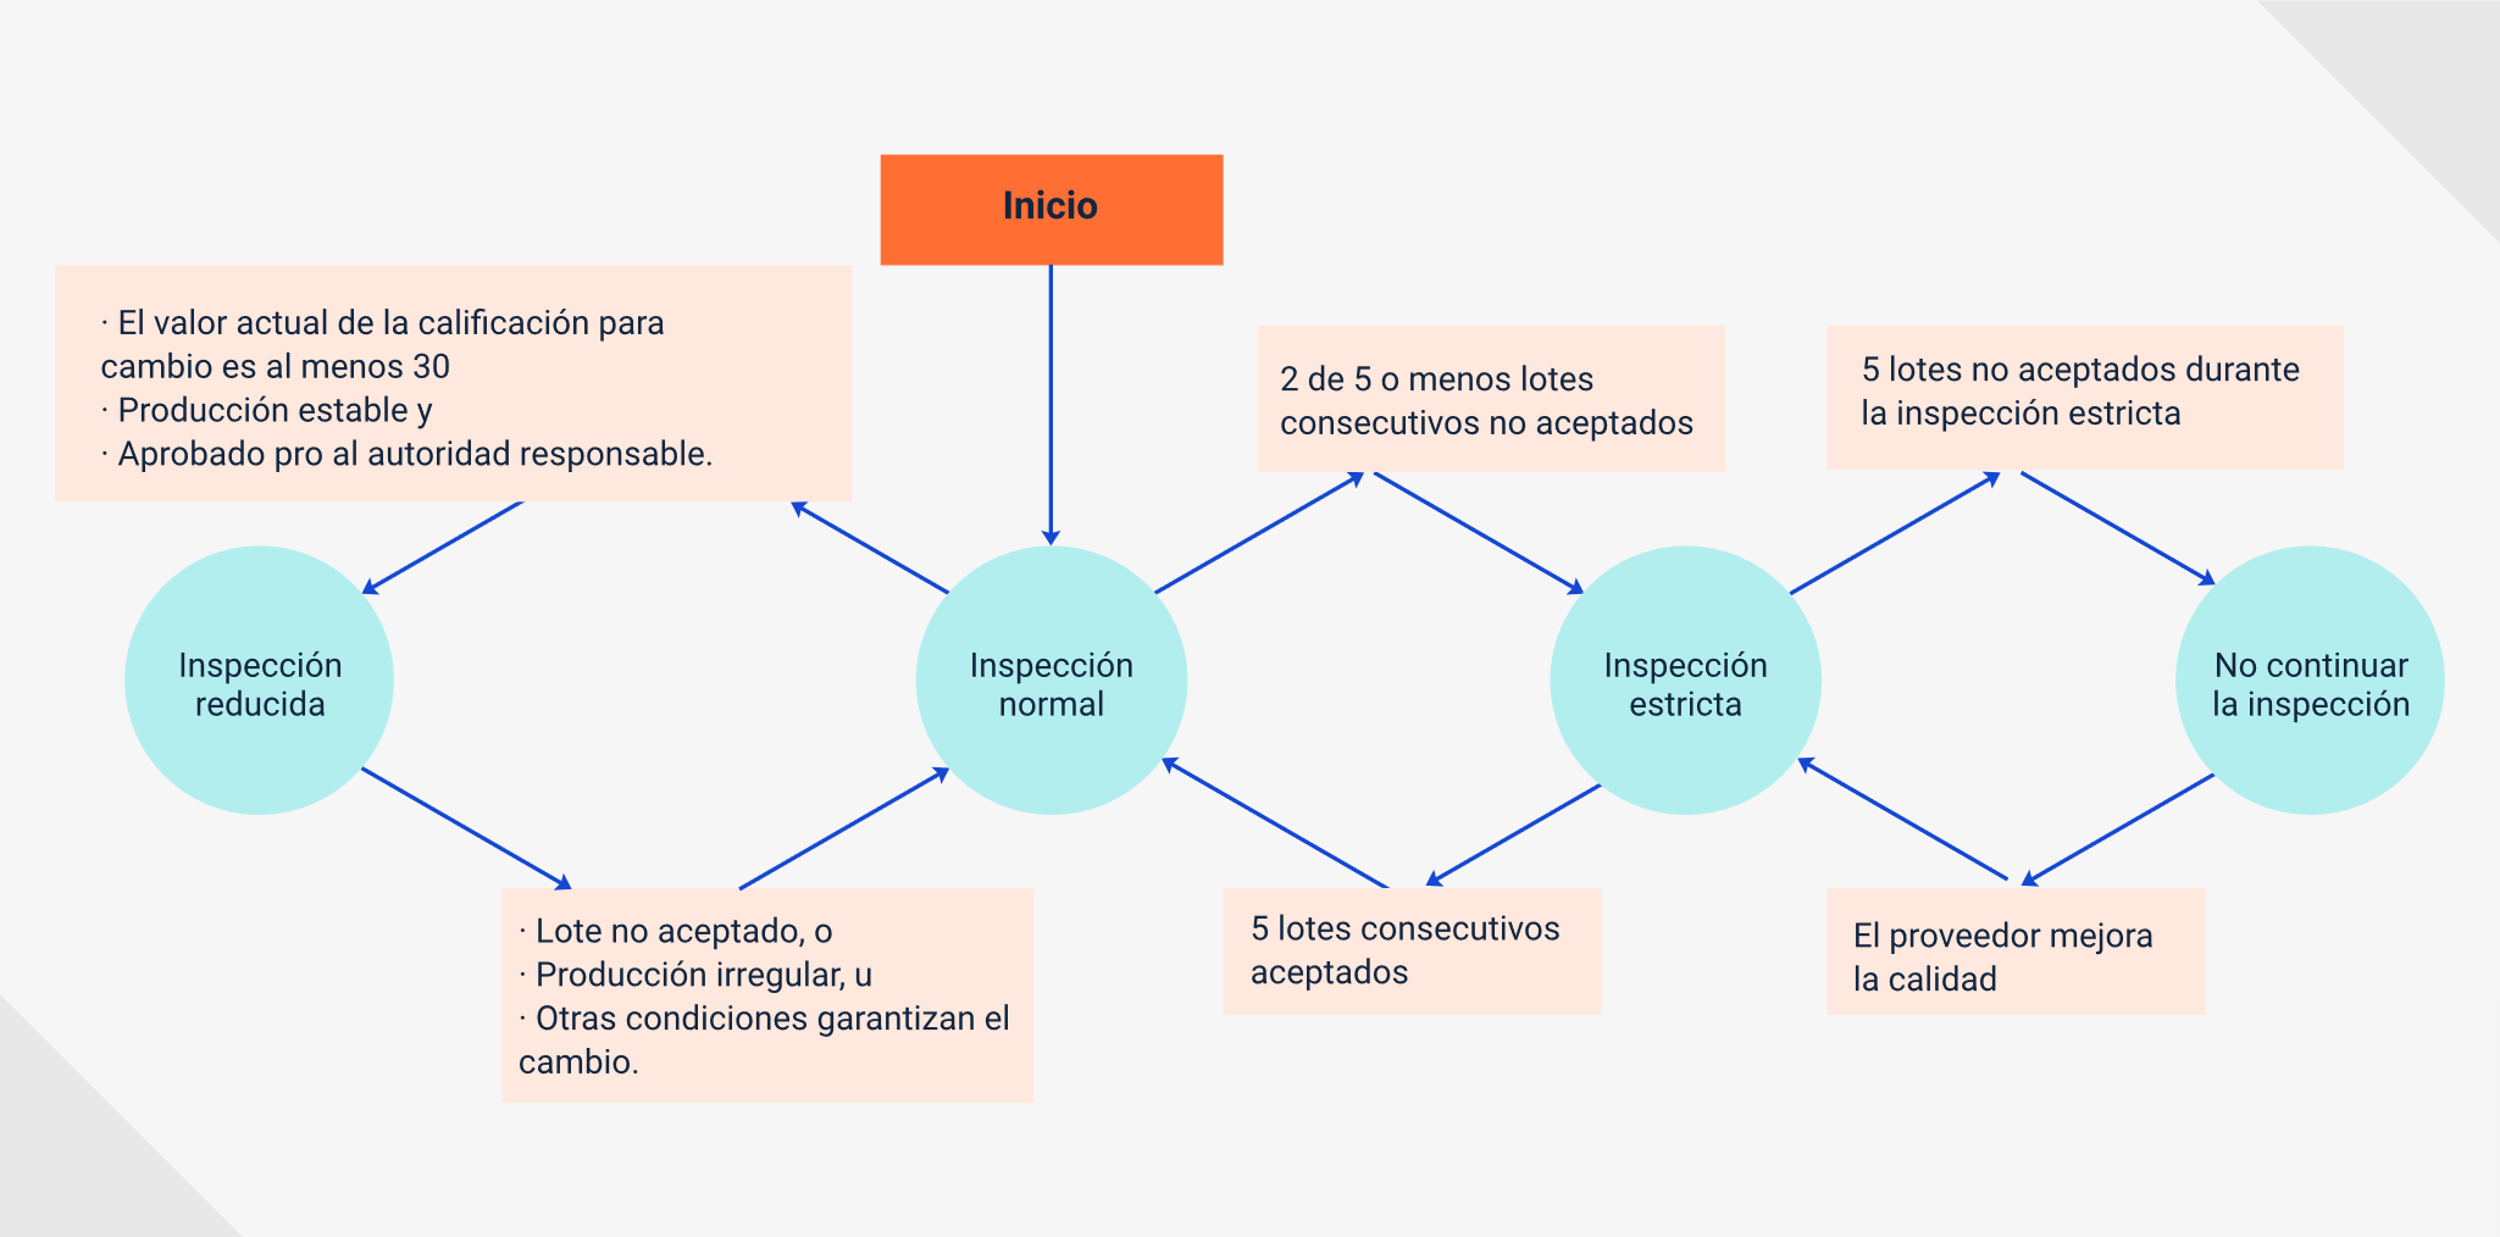 Inicio
· El valor actual de la calificación para
cambio es al menos 30
· Producción estable y
· Aprobado pro al autoridad responsable.
2 de 5 o menos lotes
consecutivos no aceptados
5 lotes no aceptados durante
la inspección estricta
Inspección
reducida
Inspección
normal
Inspección
estricta
No continuar
la inspección
· Lote no aceptado, o
· Producción irregular, u
· Otras condiciones garantizan el
cambio.
5 lotes consecutivos
aceptados
El proveedor mejora
la calidad